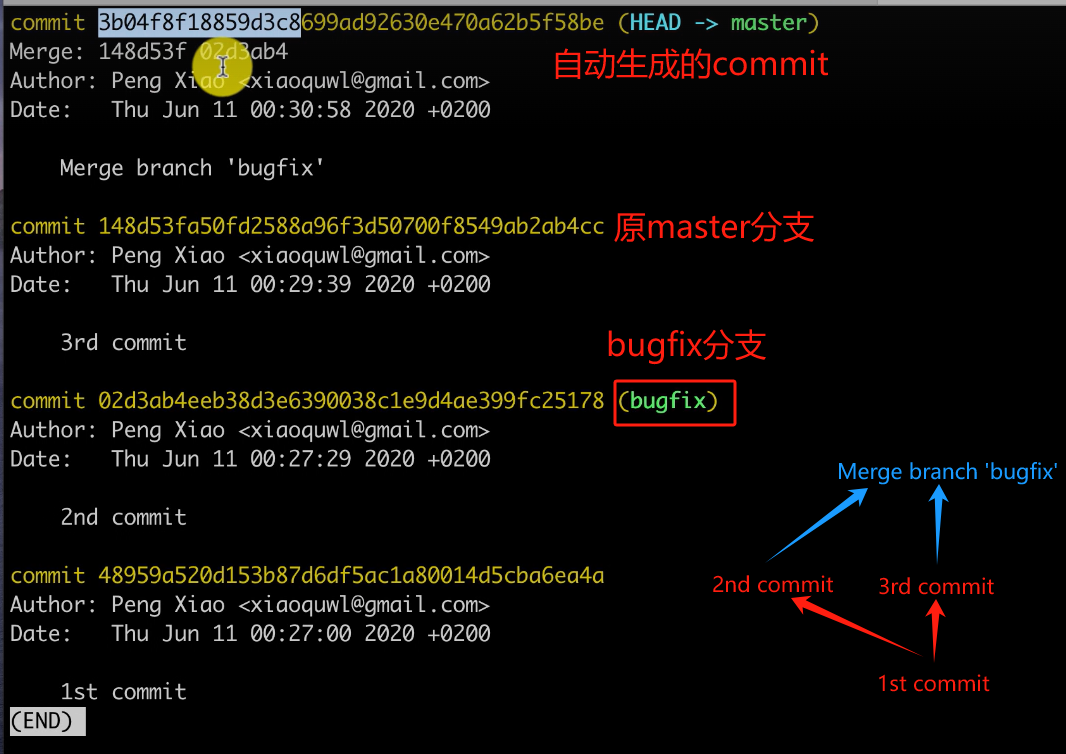 commit 3b04f8f18859d3c8699ad92630e470a62b5f58be (HEAD -> master)
Merge: 148d53f 02d3ab4
自动生成的commit
Author: Peng Xiao <xiaoquwl@gmail.com>
Date:   Thu Jun 11 00:30:58 2020 +0200
Merge branch 'bugfix'
commit 148d53fa50fd2588a96f3d50700f8549ab2ab4cc 原master分支
Author: Peng Xiao <xiaoquwl@gmail.com>
Date:   Thu Jun 11 00:29:39 2020 +0200
3rd commit
bugfix分支
commit 02d3ab4eeb38d3e6390038c1e9d4ae399fc25178 (bugfix)
Author: Peng Xiao <xiaoquwl@gmail.com>
Date:   Thu Jun 11 00:27:29 2020 +0200
2nd commit
commit 48959a520d153b87d6df5ac1a80014d5cba6ea4a
Author: Peng Xiao <xiaoquwl@gmail.com>
Date:   Thu Jun 11 00:27:00 2020 +0200
1st commit
(END)
Merge branch 'bugfix'
2nd commit
3rd commit
1st commit